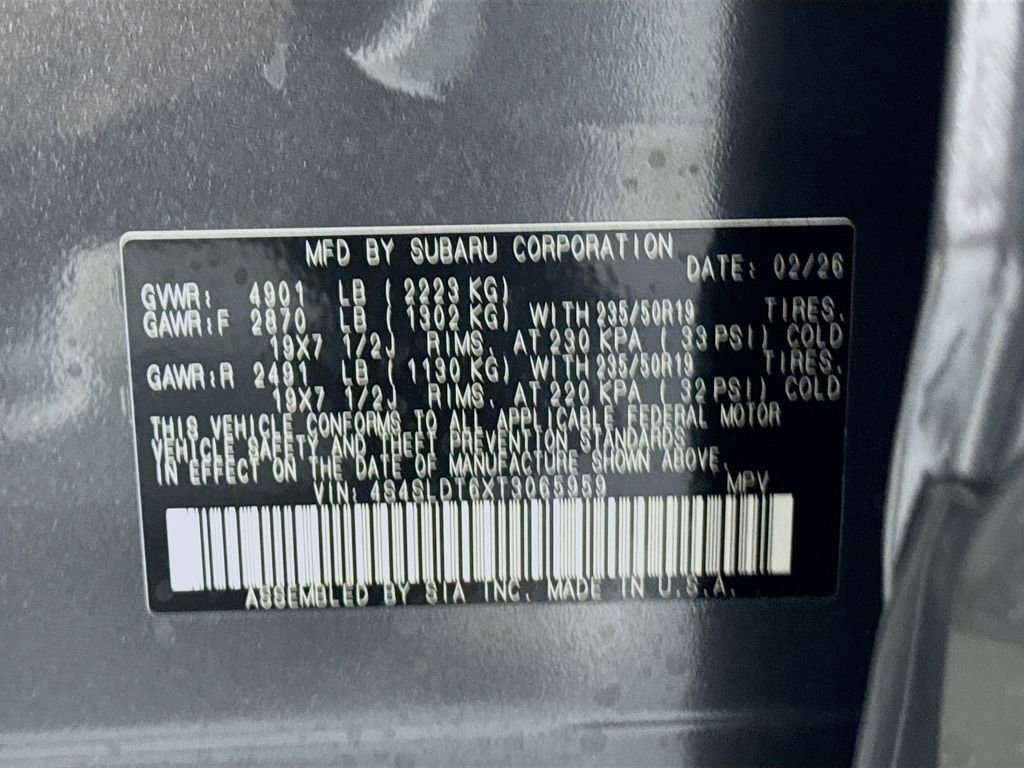 MFD BY SUBARU CORPORATION
DATE: 02/26
GVWR: 4901 LB (2223 KG)
GAWR:F 2870 LB (1302 KG) WITH 235/50R19 TIRES,
19X7 1/2J RIMS, AT 230 KPA (33 PSI) COLD
GAWR:R 2491 LB (1130 KG) WITH 235/50R19 TIRES,
19X7 1/2J RIMS, AT 220 KPA (32 PSI) COLD
THIS VEHICLE CONFORMS TO ALL APPLICABLE FEDERAL MOTOR
VEHICLE SAFETY AND THEFT PREVENTION STANDARDS
IN EFFECT ON THE DATE OF MANUFACTURE SHOWN ABOVE.
VIN: 4S4SLDT6XT3065959 MPV
ASSEMBLED BY SIA INC. MADE IN U.S.A.